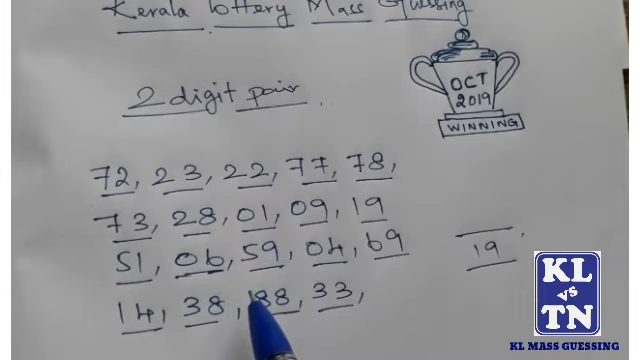 Kerala lottery Mass Guessing
OCT
2019
WINNING
2 digit pair.
72, 23, 22, 77, 78,
73, 28, 01, 09, 19
51, 06, 59, 04, 69
19
14, 38, 88, 33,
KL
VS
TN
KL MASS GUESSING